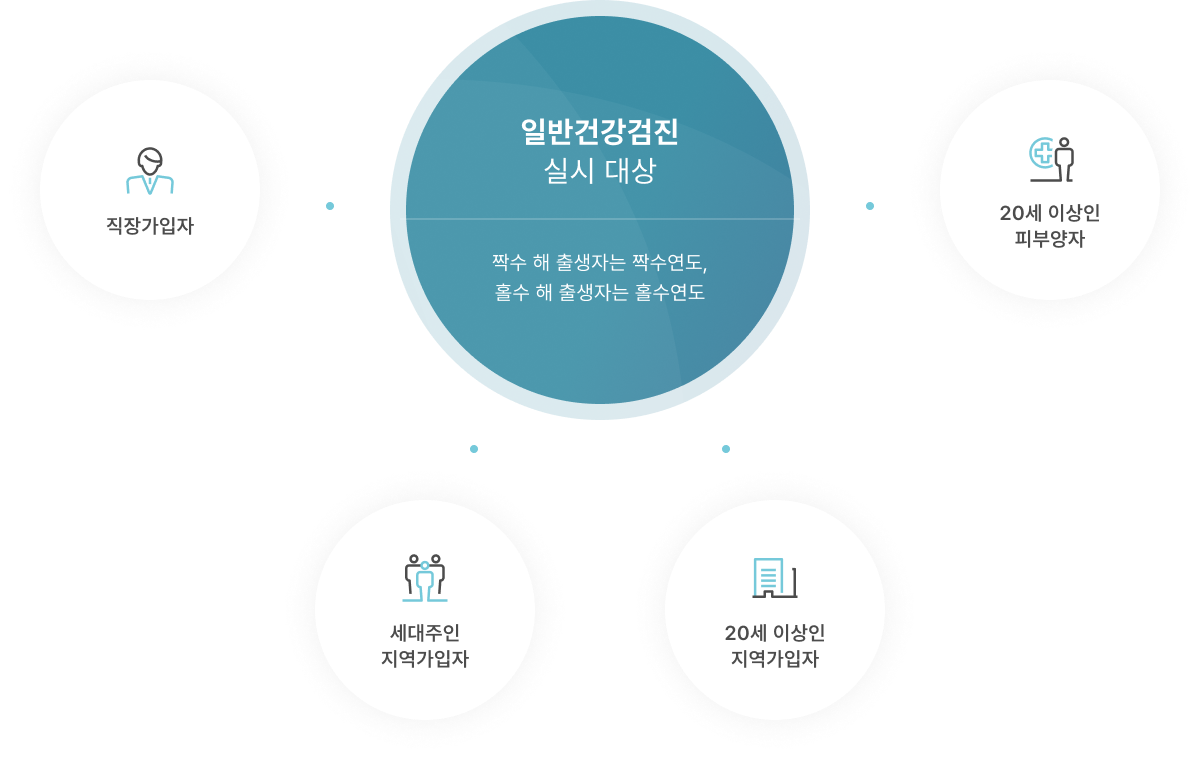 일반건강검진
실시 대상
짝수 해 출생자는 짝수연도,
홀수 해 출생자는 홀수연도
직장가입자
20세 이상인
피부양자
세대주인
지역가입자
20세 이상인
지역가입자